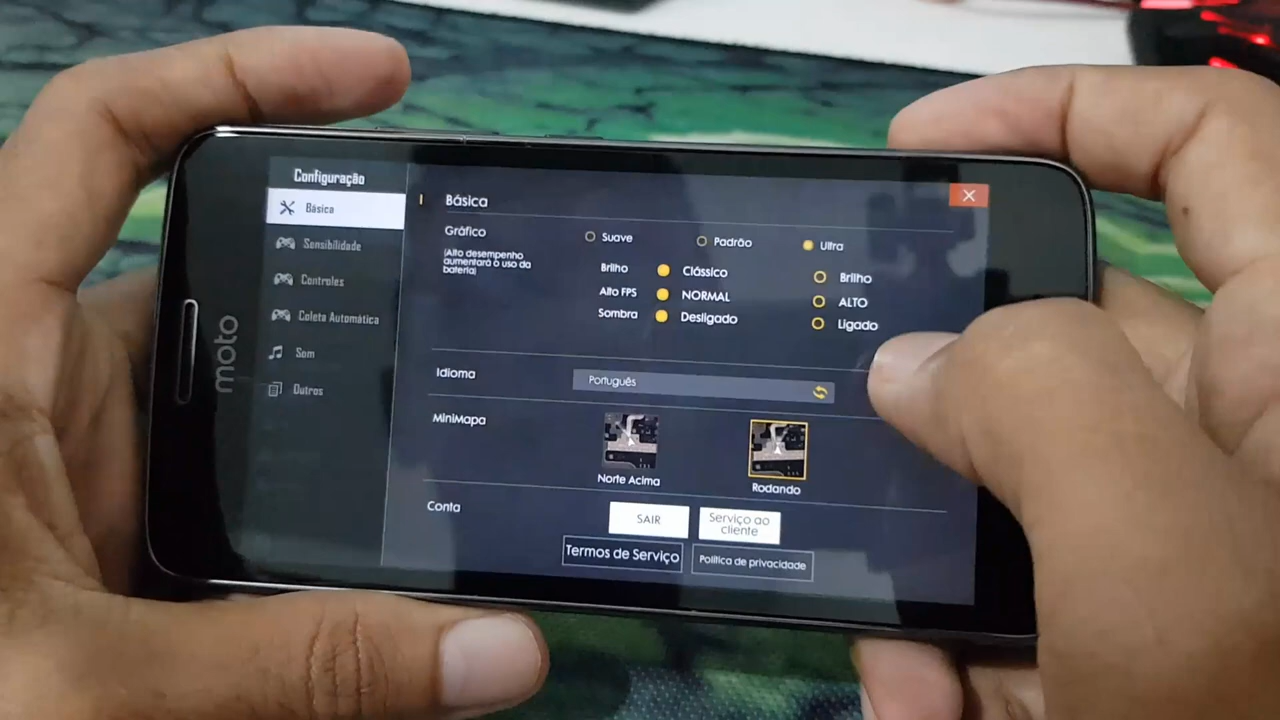 moto
Configuração
Básica
Sensibilidade
Controles
Coleta Automática
Som
Outros
Básica
Gráfico
(Alto desempenho
aumentará o uso da
bateria)
Suave
Padrão
Ultra
Brilho
Clássico
Brilho
Alto FPS
NORMAL
ALTO
Sombra
Desligado
Ligado
Idioma
Português
MiniMapa
Norte Acima
Rodando
Conta
SAIR
Serviço ao
cliente
Termos de Serviço
Política de privacidade